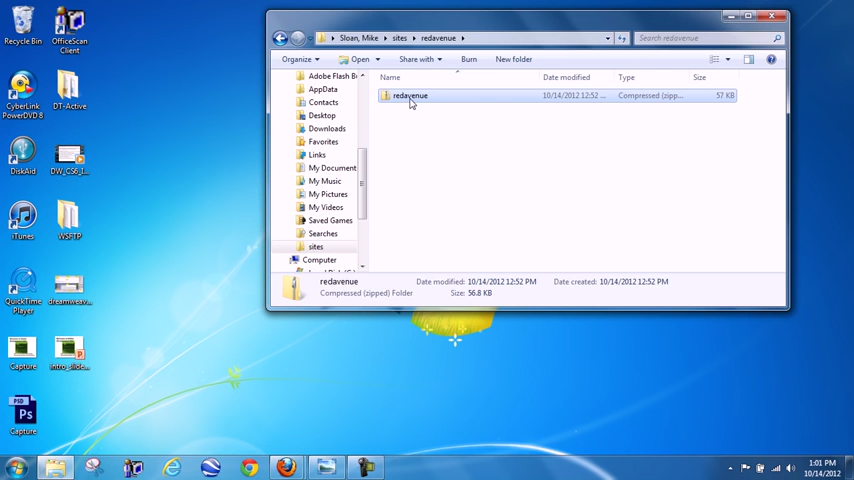 Recycle Bin
OfficeScan
Client
CyberLink
PowerDVD 8
DT-Active
DiskAid
DW_CS6_I...
iTunes
WSFTP
QuickTime
Player
dreamweav...
Capture
intro_slide...
Ps
Capture
Sloan, Mike
sites
redavenue
Search redavenue
Organize
Open
Share with
Burn
New folder
Name
Date modified
Type
Size
redavenue
10/14/2012 12:52 ...
Compressed (zipp...
57 KB
Adobe Flash Bu
AppData
Contacts
Desktop
Downloads
Favorites
Links
My Document
My Music
My Pictures
My Videos
Saved Games
Searches
sites
Computer
redavenue
Date modified: 10/14/2012 12:52 PM
Date created: 10/14/2012 12:52 PM
Compressed (zipped) Folder
Size: 56.8 KB
1:01 PM
10/14/2012